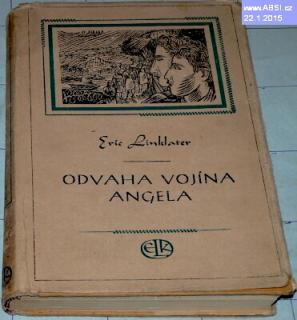 www.ABSI.cz
22.1.2015
Eric Linklater
ODVAHA VOJÍNA
ANGELA
ELK